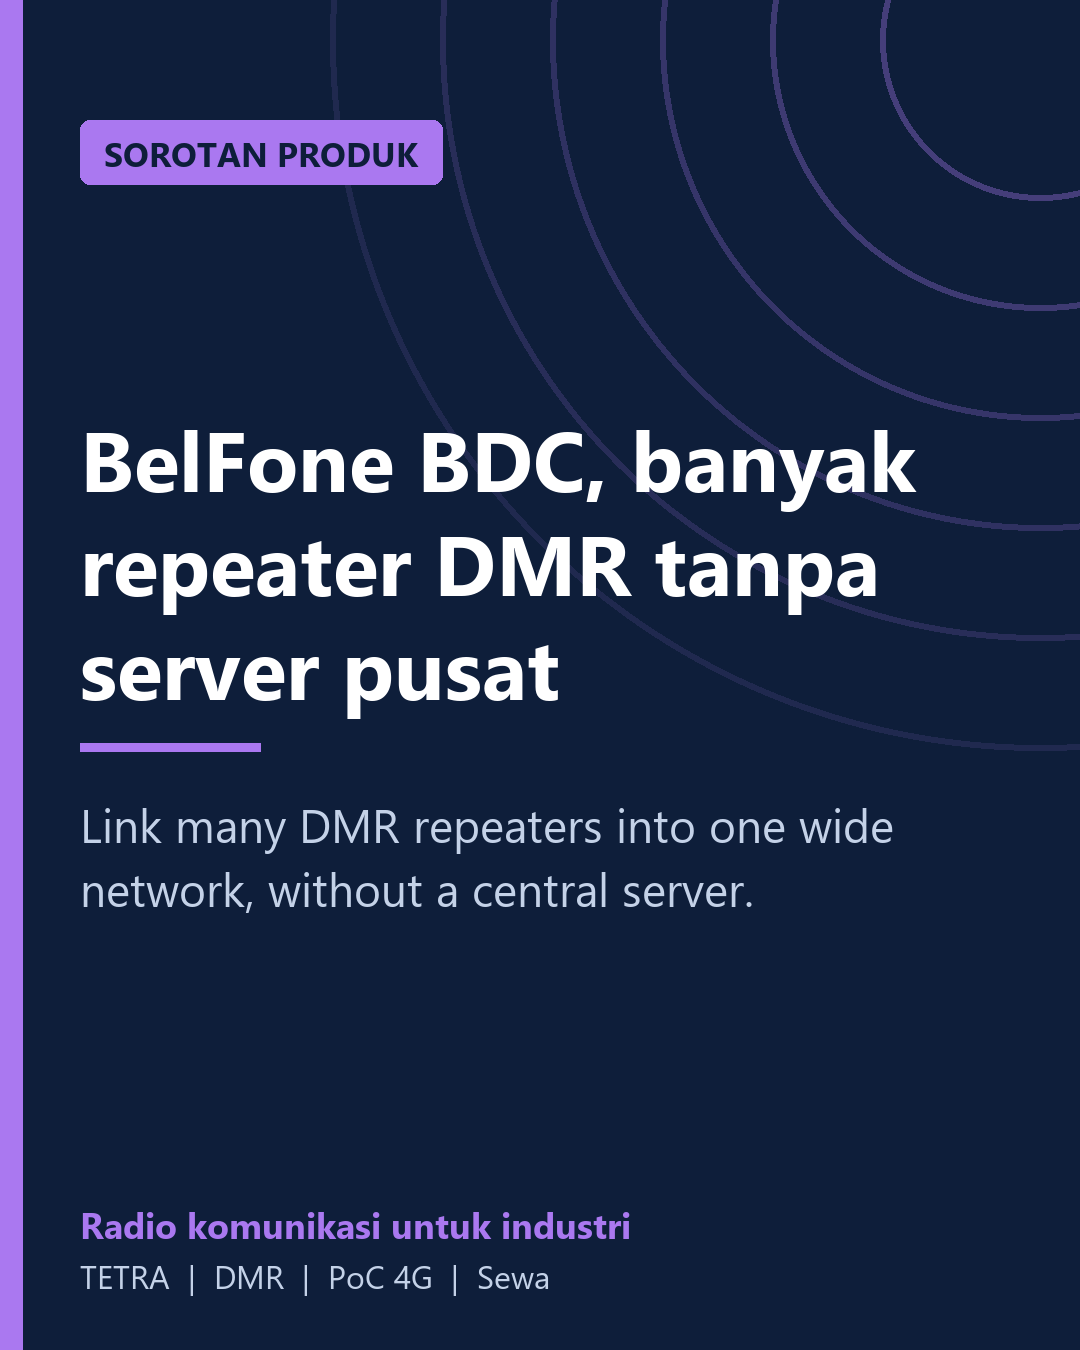 SOROTAN PRODUK
BelFone BDC, banyak
repeater DMR tanpa
server pusat
Link many DMR repeaters into one wide
network, without a central server.
Radio komunikasi untuk industri
TETRA | DMR | PoC 4G | Sewa